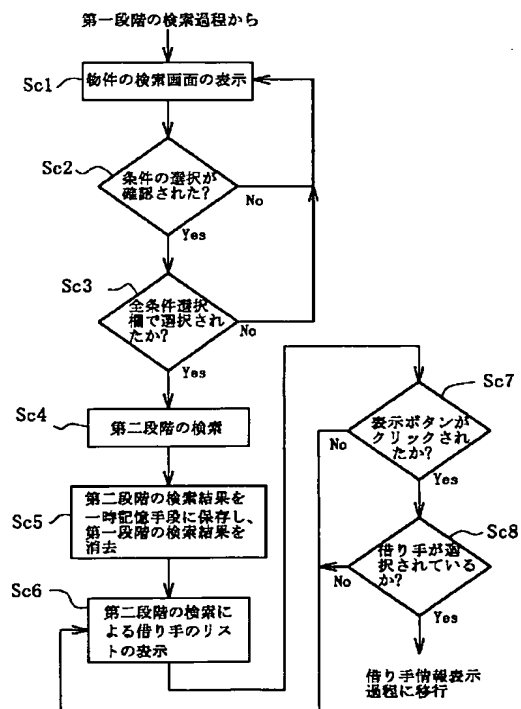 第一段階の検索過程から
Sc1
物件の検索画面の表示
Sc2
条件の選択が
確認された?
No
Yes
Sc3
全条件選択
欄で選択され
たか?
No
Yes
Sc4
第二段階の検索
Sc5
第二段階の検索結果を
一時記憶手段に保存し、
第一段階の検索結果を
消去
Sc6
第二段階の検索に
よる借り手のリス
トの表示
Sc7
表示ボタンが
クリックされ
たか?
No
Yes
Sc8
借り手が選
択されている
か?
No
Yes
借り手情報表示
過程に移行